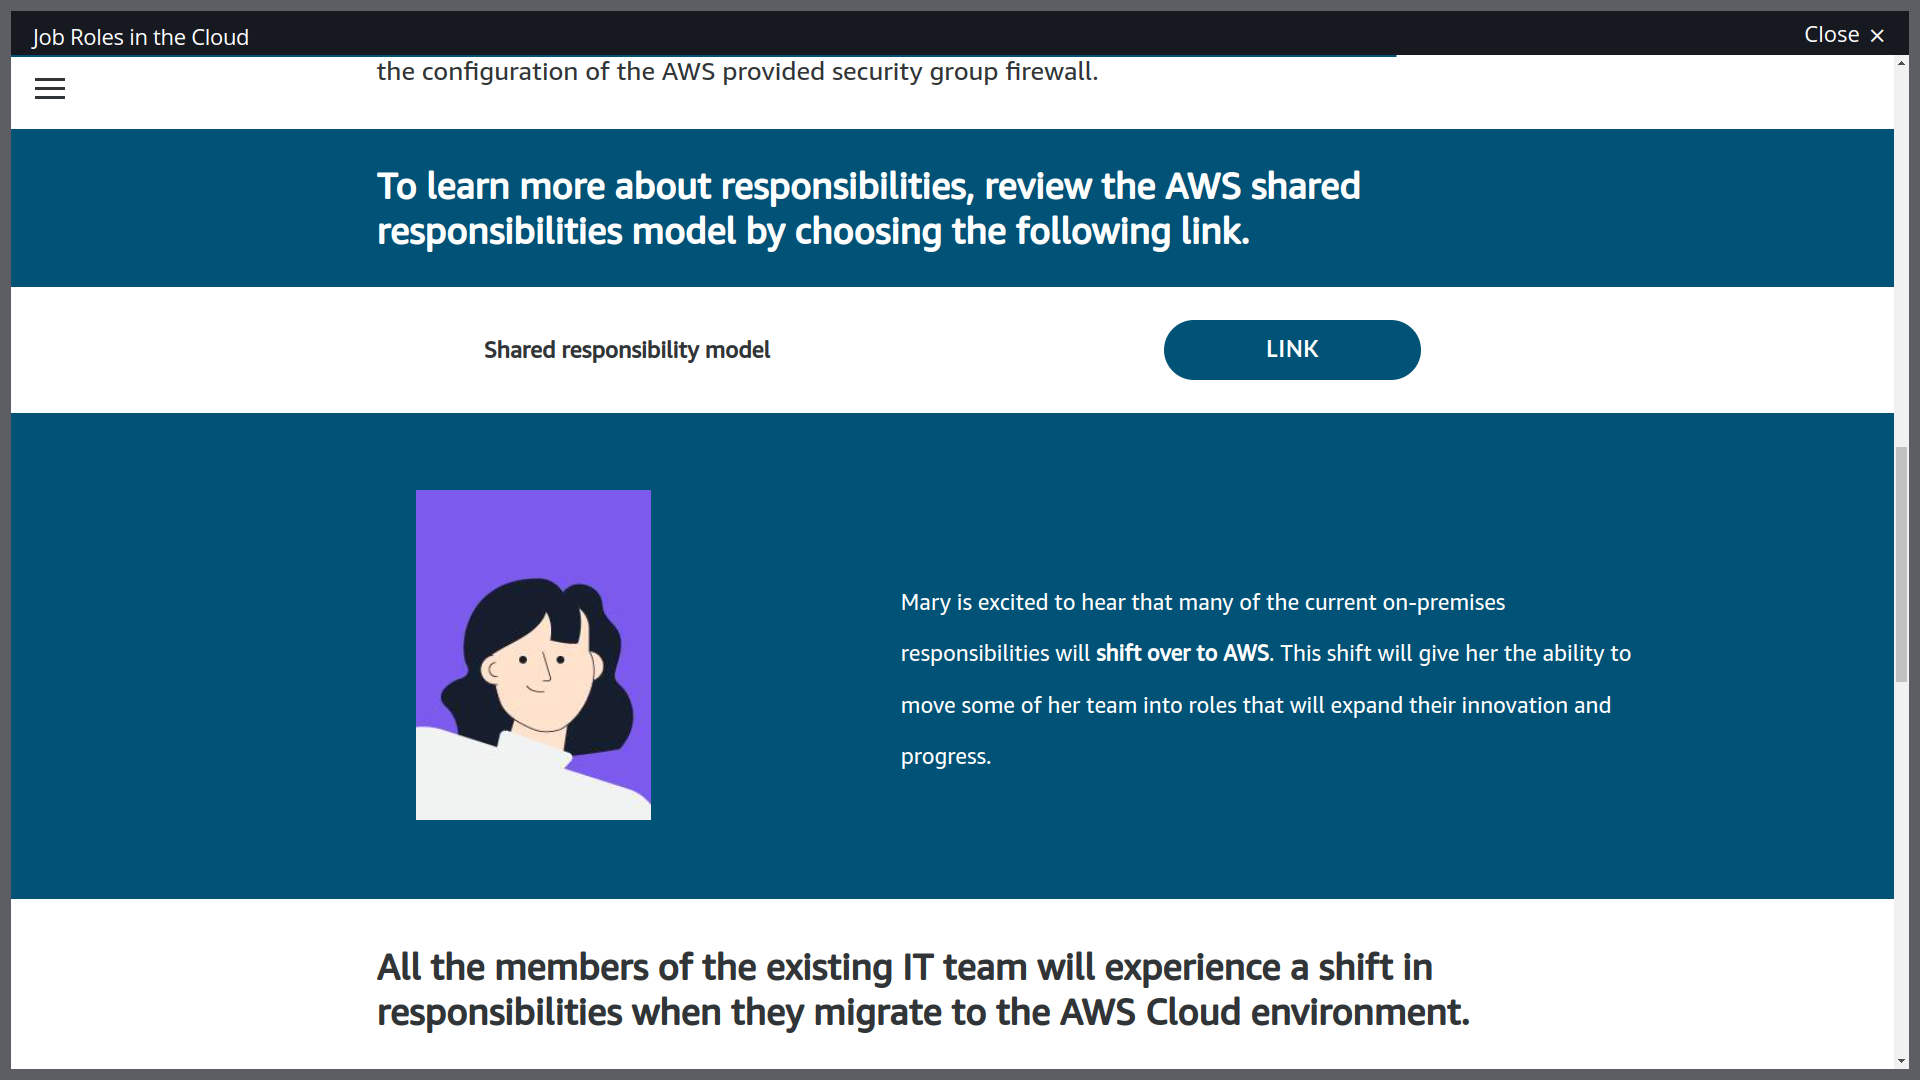 Job Roles in the Cloud
Close ×
the configuration of the AWS provided security group firewall.
To learn more about responsibilities, review the AWS shared
responsibilities model by choosing the following link.
Shared responsibility model
LINK
Mary is excited to hear that many of the current on-premises
responsibilities will shift over to AWS. This shift will give her the ability to
move some of her team into roles that will expand their innovation and
progress.
All the members of the existing IT team will experience a shift in
responsibilities when they migrate to the AWS Cloud environment.